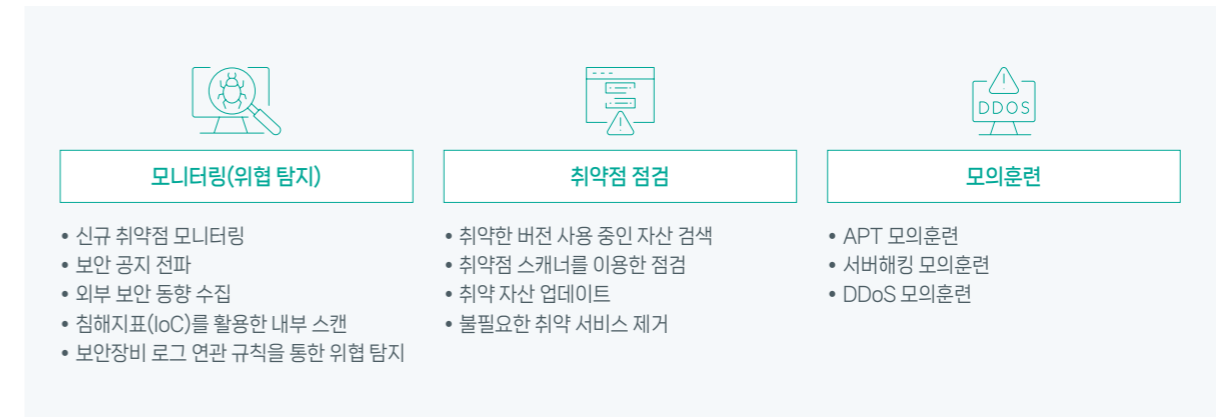 모니터링(위협 탐지)
• 신규 취약점 모니터링
• 보안 공지 전파
• 외부 보안 동향 수집
• 침해지표(IoC)를 활용한 내부 스캔
• 보안장비 로그 연관 규칙을 통한 위협 탐지
취약점 점검
• 취약한 버전 사용 중인 자산 검색
• 취약점 스캐너를 이용한 점검
• 취약 자산 업데이트
• 불필요한 취약 서비스 제거
DDOS
모의훈련
• APT 모의훈련
• 서버해킹 모의훈련
• DDoS 모의훈련